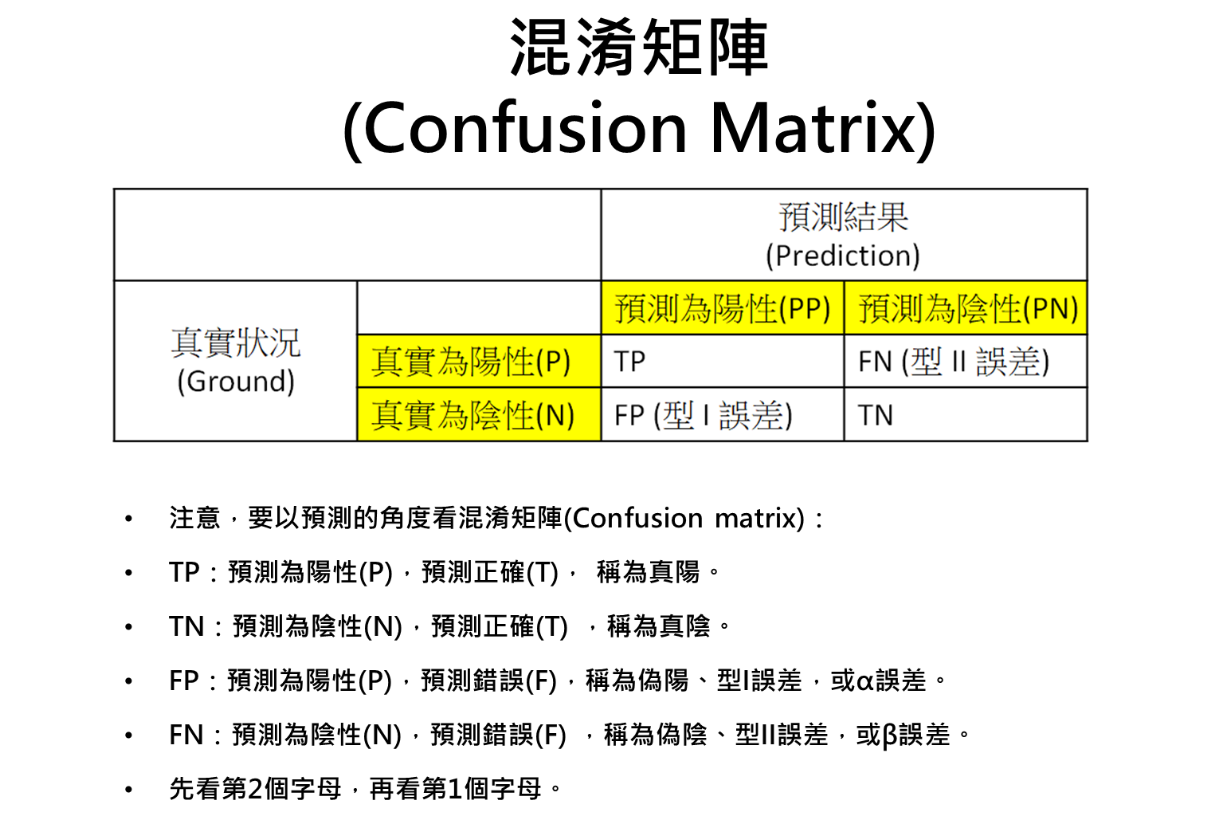 混淆矩陣
(Confusion Matrix)
預測結果
(Prediction)
預測為陽性(PP) 預測為陰性(PN)
真實狀況
(Ground)
真實為陽性(P) TP FN (型 II 誤差)
真實為陰性(N) FP (型 I 誤差) TN
• 注意，要以預測的角度看混淆矩陣(Confusion matrix)：
• TP：預測為陽性(P)，預測正確(T)， 稱為真陽。
• TN：預測為陰性(N)，預測正確(T) ，稱為真陰。
• FP：預測為陽性(P)，預測錯誤(F)，稱為偽陽、型I誤差，或α誤差。
• FN：預測為陰性(N)，預測錯誤(F) ，稱為偽陰、型II誤差，或β誤差。
• 先看第2個字母，再看第1個字母。